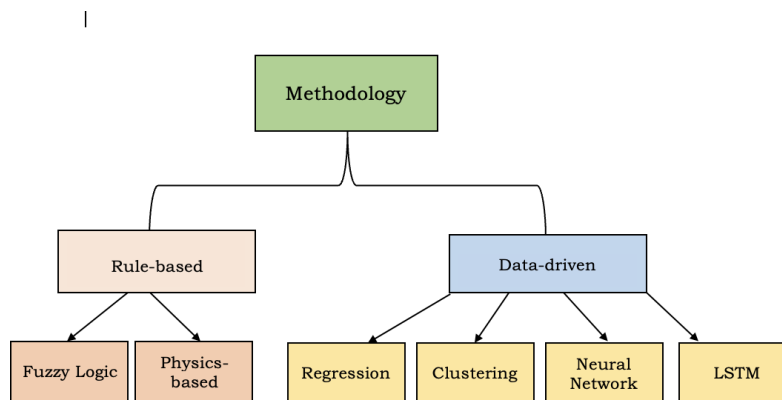 Methodology
Rule-based
Data-driven
Fuzzy Logic
Physics-
based
Regression
Clustering
Neural
Network
LSTM